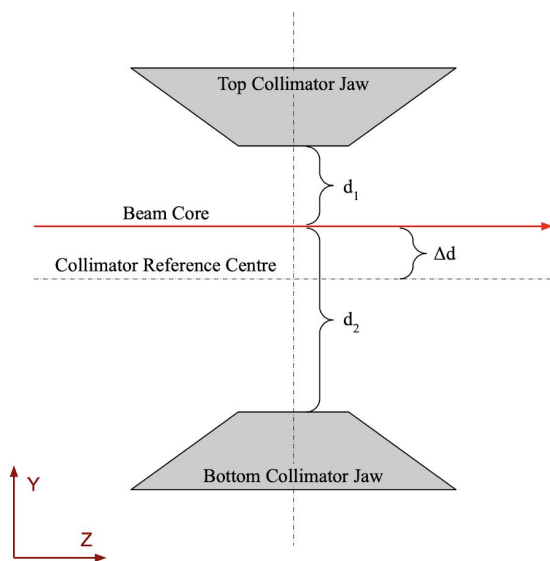 Top Collimator Jaw
d₁
Beam Core
Δd
Collimator Reference Centre
d₂
Bottom Collimator Jaw
Y
Z